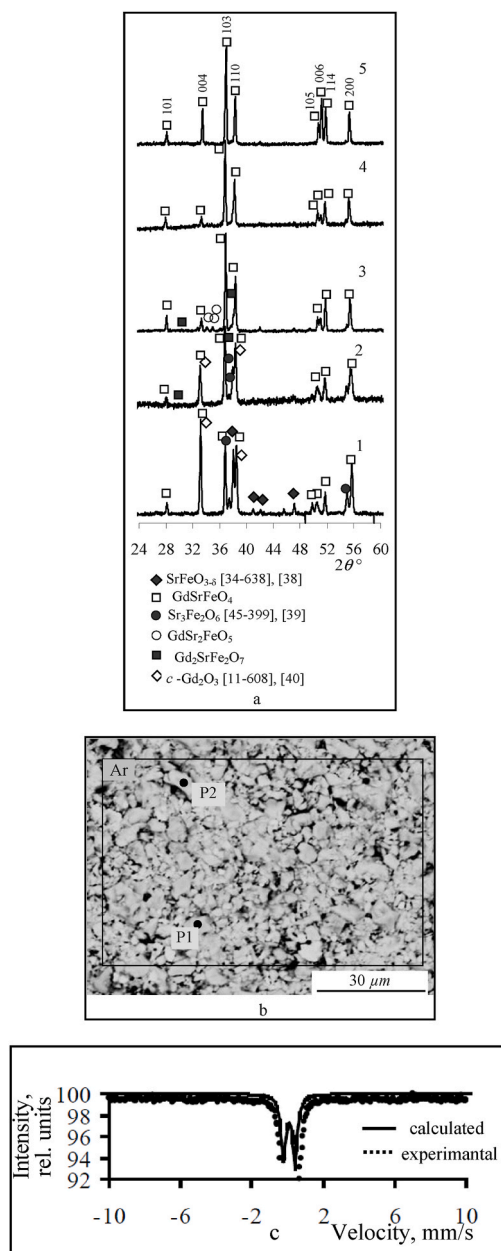 103
101
004
110
105
006
114
200
5
4
3
2
1
24 28 32 36 40 44 48 52 56 60
2θ°
SrFeO3-δ [34-638], [38]
GdSrFeO4
Sr3Fe2O6 [45-399], [39]
GdSr2FeO5
Gd2SrFe2O7
c -Gd2O3 [11-608], [40]
a
Ar
P2
P1
30 μm
b
Intensity,
rel. units
100
98
96
94
92
calculated
experimantal
-10 -6 -2 2 6 10
c Velocity, mm/s